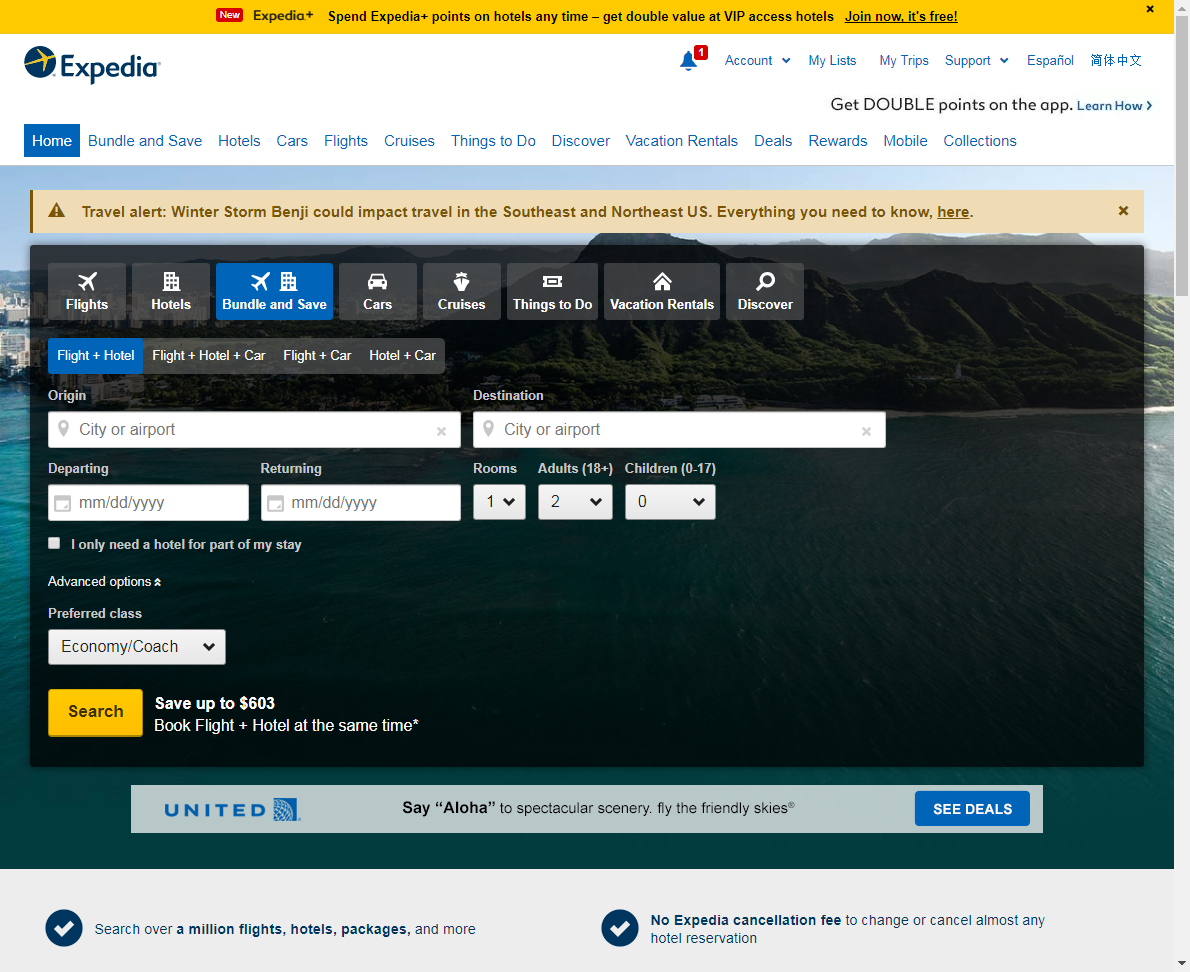 New Expedia+ Spend Expedia+ points on hotels any time – get double value at VIP access hotels Join now, it's free!
Expedia
1 Account My Lists My Trips Support Español 简体中文
Get DOUBLE points on the app. Learn How
Home Bundle and Save Hotels Cars Flights Cruises Things to Do Discover Vacation Rentals Deals Rewards Mobile Collections
Travel alert: Winter Storm Benji could impact travel in the Southeast and Northeast US. Everything you need to know, here.
Flights Hotels Bundle and Save Cars Cruises Things to Do Vacation Rentals Discover
Flight + Hotel Flight + Hotel + Car Flight + Car Hotel + Car
Origin Destination
City or airport City or airport
Departing Returning Rooms Adults (18+) Children (0-17)
mm/dd/yyyy mm/dd/yyyy 1 2 0
I only need a hotel for part of my stay
Advanced options
Preferred class
Economy/Coach
Search
Save up to $603
Book Flight + Hotel at the same time*
UNITED Say “Aloha” to spectacular scenery. fly the friendly skies® SEE DEALS
Search over a million flights, hotels, packages, and more
No Expedia cancellation fee to change or cancel almost any
hotel reservation